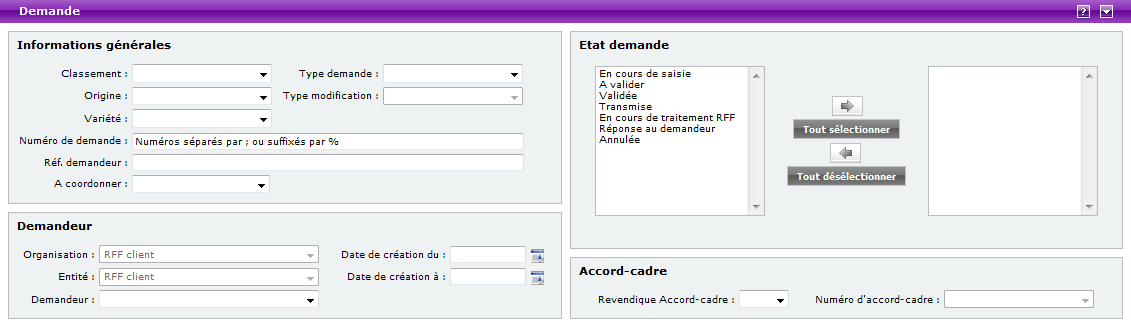 Demande
?
Informations générales
Classement :
Type demande :
Origine :
Type modification :
Variété :
Numéro de demande : Numéros séparés par ; ou suffixés par %
Réf. demandeur :
A coordonner :
Demandeur
Organisation : RFF client
Date de création du :
Entité : RFF client
Date de création à :
Demandeur :
Etat demande
En cours de saisie
A valider
Validée
Transmise
En cours de traitement RFF
Réponse au demandeur
Annulée
Tout sélectionner
Tout désélectionner
Accord-cadre
Revendique Accord-cadre :
Numéro d'accord-cadre :